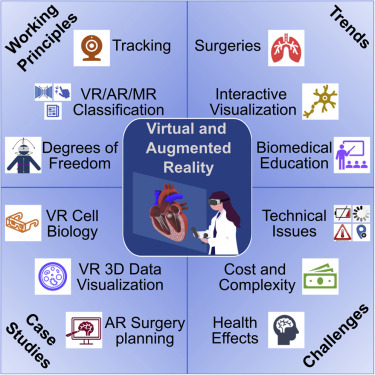 Working
Principles
Tracking
VR/AR/MR
Classification
Degrees of
Freedom
Trends
Surgeries
Interactive
Visualization
Biomedical
Education
Virtual and
Augmented
Reality
VR Cell
Biology
VR 3D Data
Visualization
AR Surgery
planning
Case
Studies
Technical
Issues
Cost and
Complexity
Health
Effects
Challenges